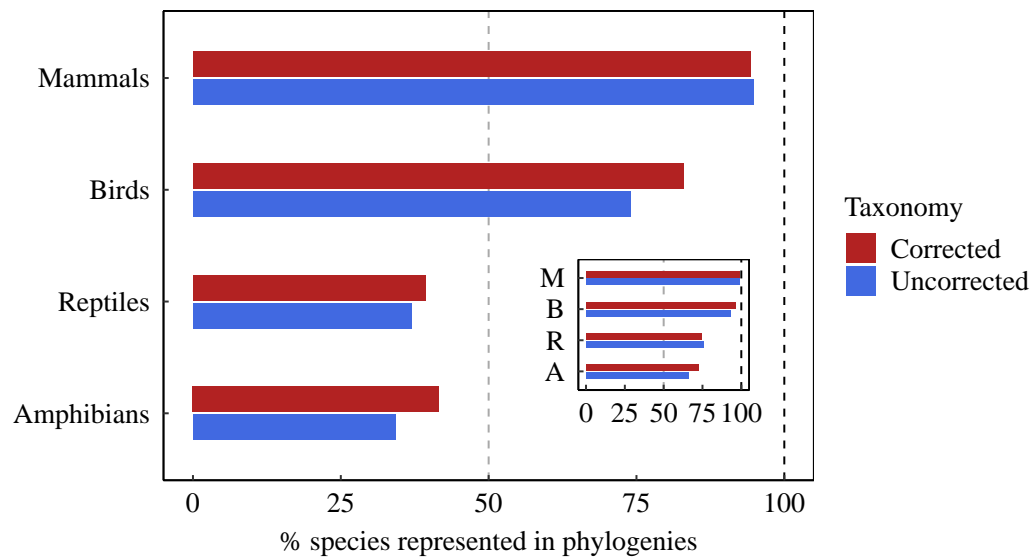 Mammals
Birds
Reptiles
Amphibians
0 25 50 75 100
% species represented in phylogenies
M
B
R
A
0 25 50 75 100
Taxonomy
Corrected
Uncorrected